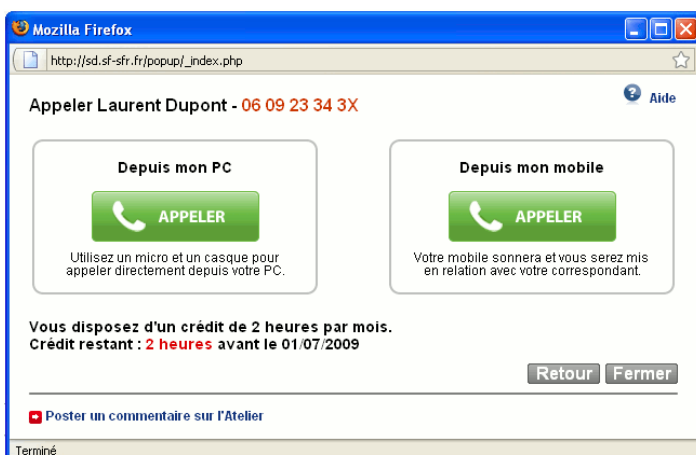 Mozilla Firefox
http://sd.sf-sfr.fr/popup/_index.php
Appeler Laurent Dupont - 06 09 23 34 3X
Aide
Depuis mon PC
APPELER
Utilisez un micro et un casque pour
appeler directement depuis votre PC.
Depuis mon mobile
APPELER
Votre mobile sonnera et vous serez mis
en relation avec votre correspondant.
Vous disposez d'un crédit de 2 heures par mois.
Crédit restant : 2 heures avant le 01/07/2009
Retour Fermer
Poster un commentaire sur l'Atelier
Terminé